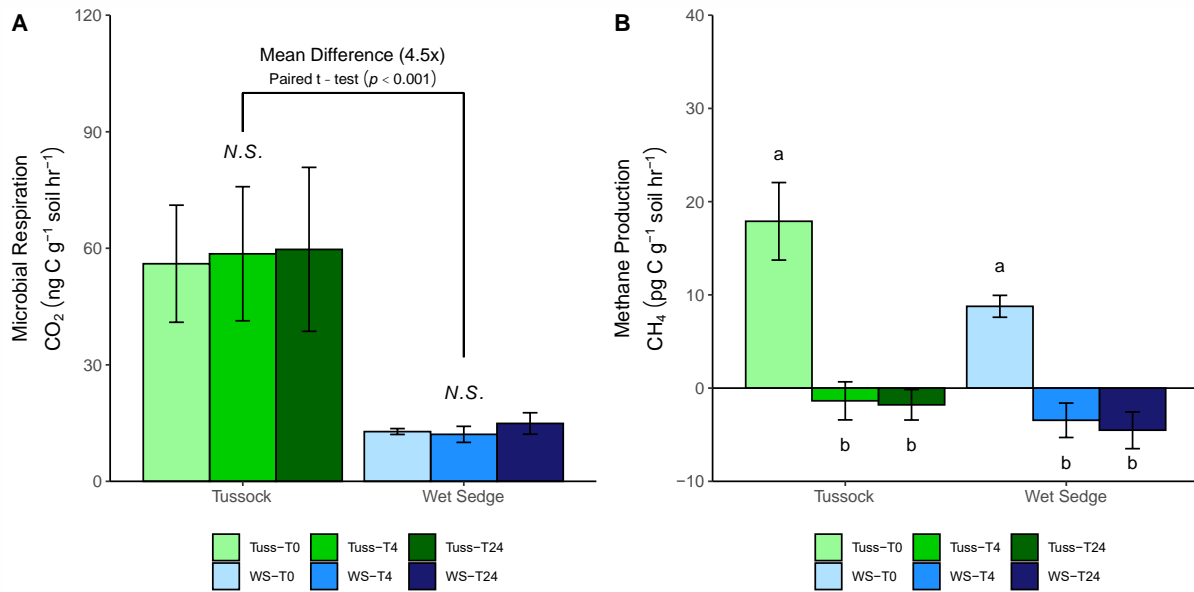 A
Microbial Respiration
CO₂ (ng C g⁻¹ soil hr⁻¹)
120
90
60
30
0
Mean Difference (4.5x)
Paired t - test (p < 0.001)
N.S.
N.S.
Tussock
Wet Sedge
Tuss−T0
Tuss−T4
Tuss−T24
WS−T0
WS−T4
WS−T24
B
Methane Production
CH₄ (pg C g⁻¹ soil hr⁻¹)
40
30
20
10
0
−10
a
a
b
b
b
b
Tussock
Wet Sedge
Tuss−T0
Tuss−T4
Tuss−T24
WS−T0
WS−T4
WS−T24